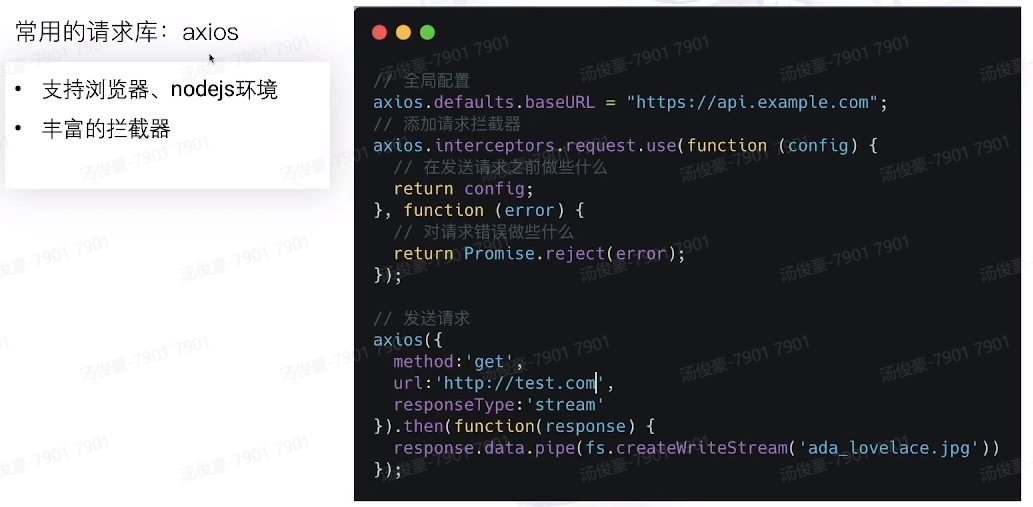 常用的请求库：axios
• 支持浏览器、nodejs环境
• 丰富的拦截器
// 全局配置
axios.defaults.baseURL = "https://api.example.com";
// 添加请求拦截器
axios.interceptors.request.use(function (config) {
  // 在发送请求之前做些什么
  return config;
}, function (error) {
  // 对请求错误做些什么
  return Promise.reject(error);
});
// 发送请求
axios({
  method:'get',
  url:'http://test.com',
  responseType:'stream'
}).then(function(response) {
  response.data.pipe(fs.createWriteStream('ada_lovelace.jpg'))
});
汤俊豪-7901 7901